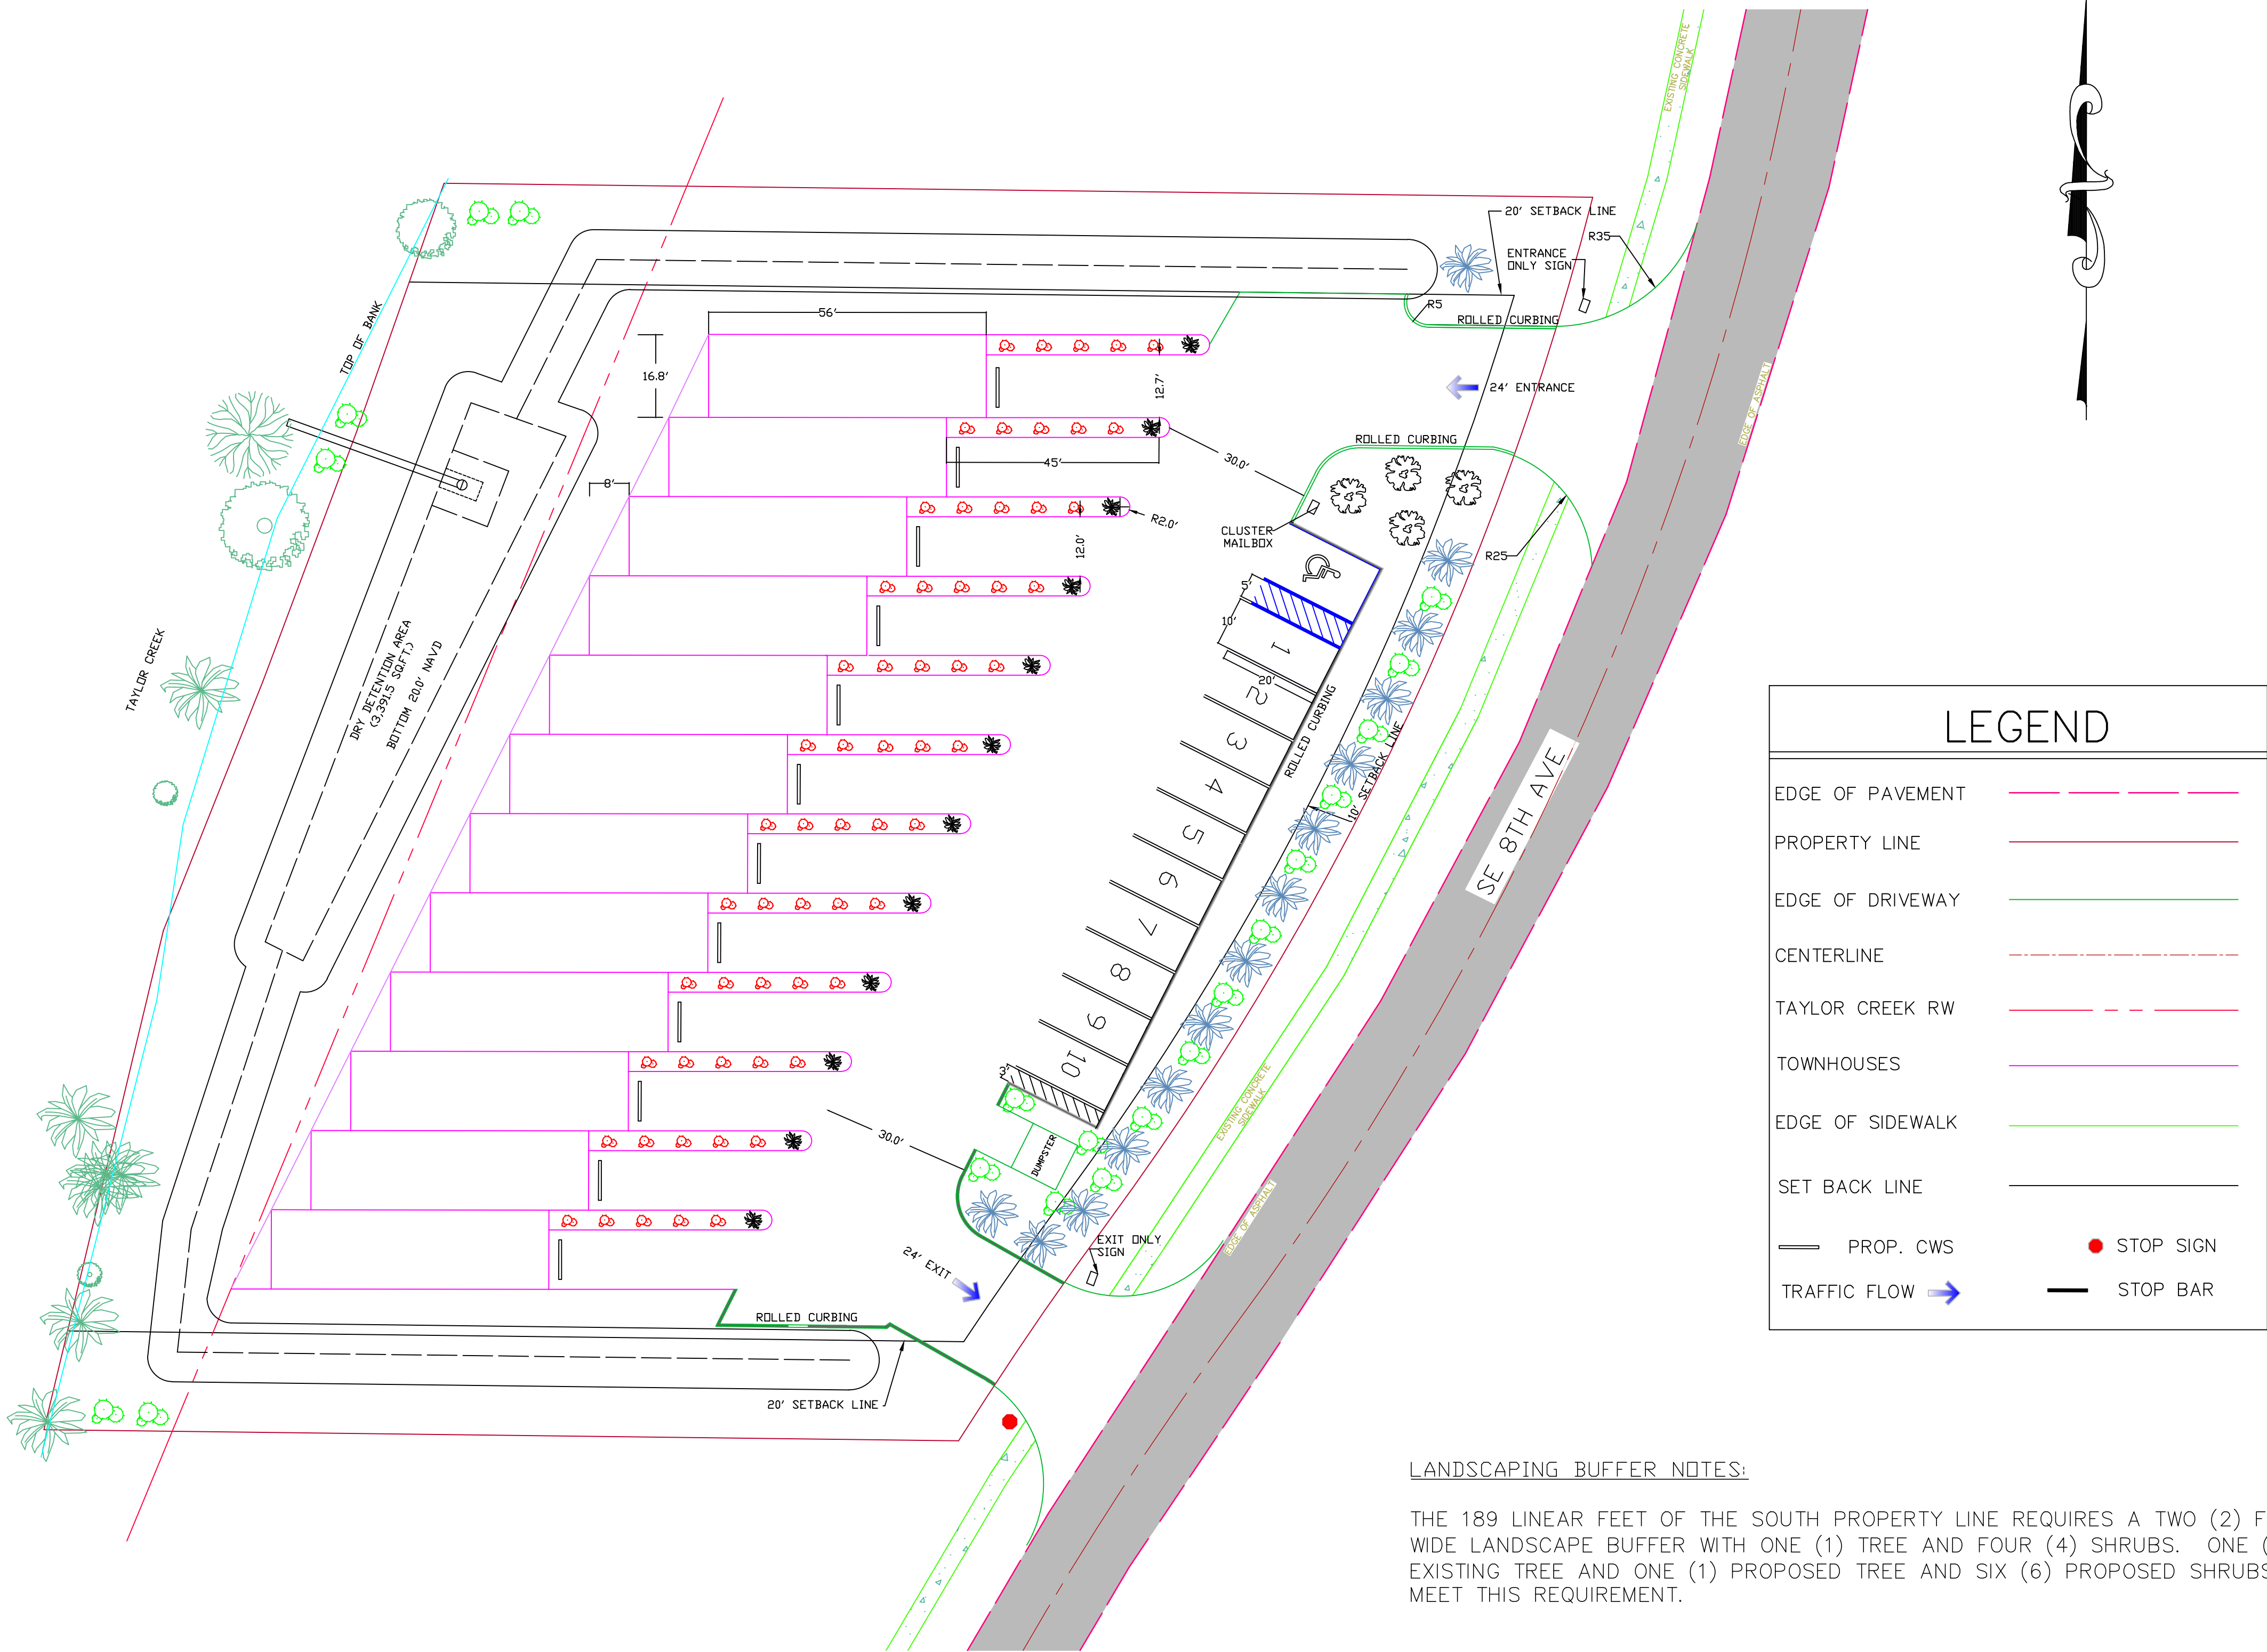 EXISTING CONCRETE
SIDEWALK
20' SETBACK LINE
R35
ENTRANCE
ONLY SIGN
R5
ROLLED CURBING
TOP OF BANK
56'
16.8'
12.7'
24' ENTRANCE
EDGE OF ASPHALT
ROLLED CURBING
45'
30.0'
8'
R2.0'
CLUSTER
MAILBOX
12.0'
R25
5'
10'
1
20'
2
3
4
5
6
7
8
9
10
3'
ROLLED CURBING
10' SETBACK LINE
TAYLOR CREEK
DRY DETENTION AREA
(3,391.5 SQ.FT.)
BOTTOM 20.0' NAVD
SE 8TH AVE
EXISTING CONCRETE
SIDEWALK
30.0'
DUMPSTER
EDGE OF ASPHALT
EXIT ONLY
SIGN
24' EXIT
ROLLED CURBING
20' SETBACK LINE
LEGEND
EDGE OF PAVEMENT
PROPERTY LINE
EDGE OF DRIVEWAY
CENTERLINE
TAYLOR CREEK RW
TOWNHOUSES
EDGE OF SIDEWALK
SET BACK LINE
PROP. CWS
STOP SIGN
TRAFFIC FLOW
STOP BAR
LANDSCAPING BUFFER NOTES:
THE 189 LINEAR FEET OF THE SOUTH PROPERTY LINE REQUIRES A TWO (2) F
WIDE LANDSCAPE BUFFER WITH ONE (1) TREE AND FOUR (4) SHRUBS. ONE (
EXISTING TREE AND ONE (1) PROPOSED TREE AND SIX (6) PROPOSED SHRUBS
MEET THIS REQUIREMENT.